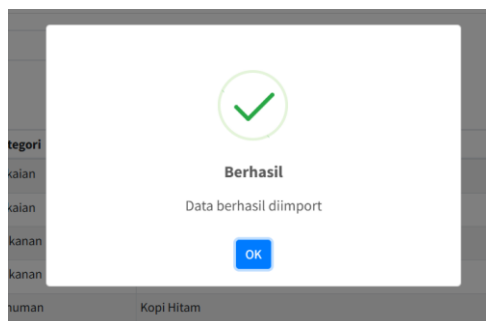 tegori
Berhasil
kaian
Data berhasil diimport
kaian
kanan
OK
kanan
numan Kopi Hitam